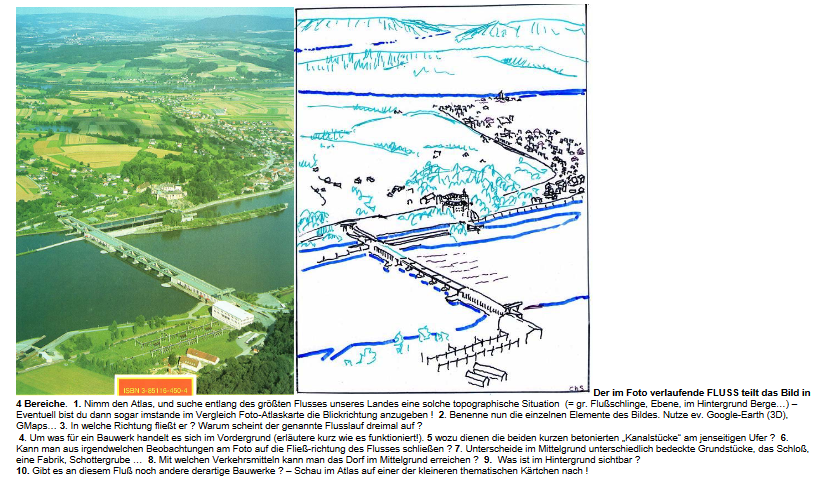 ISBN 3-85116-450-4
ChS
Der im Foto verlaufende FLUSS teilt das Bild in
4 Bereiche. 1. Nimm den Atlas, und suche entlang des größten Flusses unseres Landes eine solche topographische Situation (= gr. Flußschlinge, Ebene, im Hintergrund Berge...) –
Eventuell bist du dann sogar imstande im Vergleich Foto-Atlaskarte die Blickrichtung anzugeben ! 2. Benenne nun die einzelnen Elemente des Bildes. Nutze ev. Google-Earth (3D),
GMaps... 3. In welche Richtung fließt er ? Warum scheint der genannte Flusslauf dreimal auf ?
4. Um was für ein Bauwerk handelt es sich im Vordergrund (erläutere kurz wie es funktioniert!), 5 wozu dienen die beiden kurzen betonierten „Kanalstücke" am jenseitigen Ufer ? 6.
Kann man aus irgendwelchen Beobachtungen am Foto auf die Fließ-richtung des Flusses schließen ? 7. Unterscheide im Mittelgrund unterschiedlich bedeckte Grundstücke, das Schloß,
eine Fabrik, Schottergrube ... 8. Mit welchen Verkehrsmitteln kann man das Dorf im Mittelgrund erreichen ? 9. Was ist im Hintergrund sichtbar ?
10. Gibt es an diesem Fluß noch andere derartige Bauwerke ? – Schau im Atlas auf einer der kleineren thematischen Kärtchen nach !